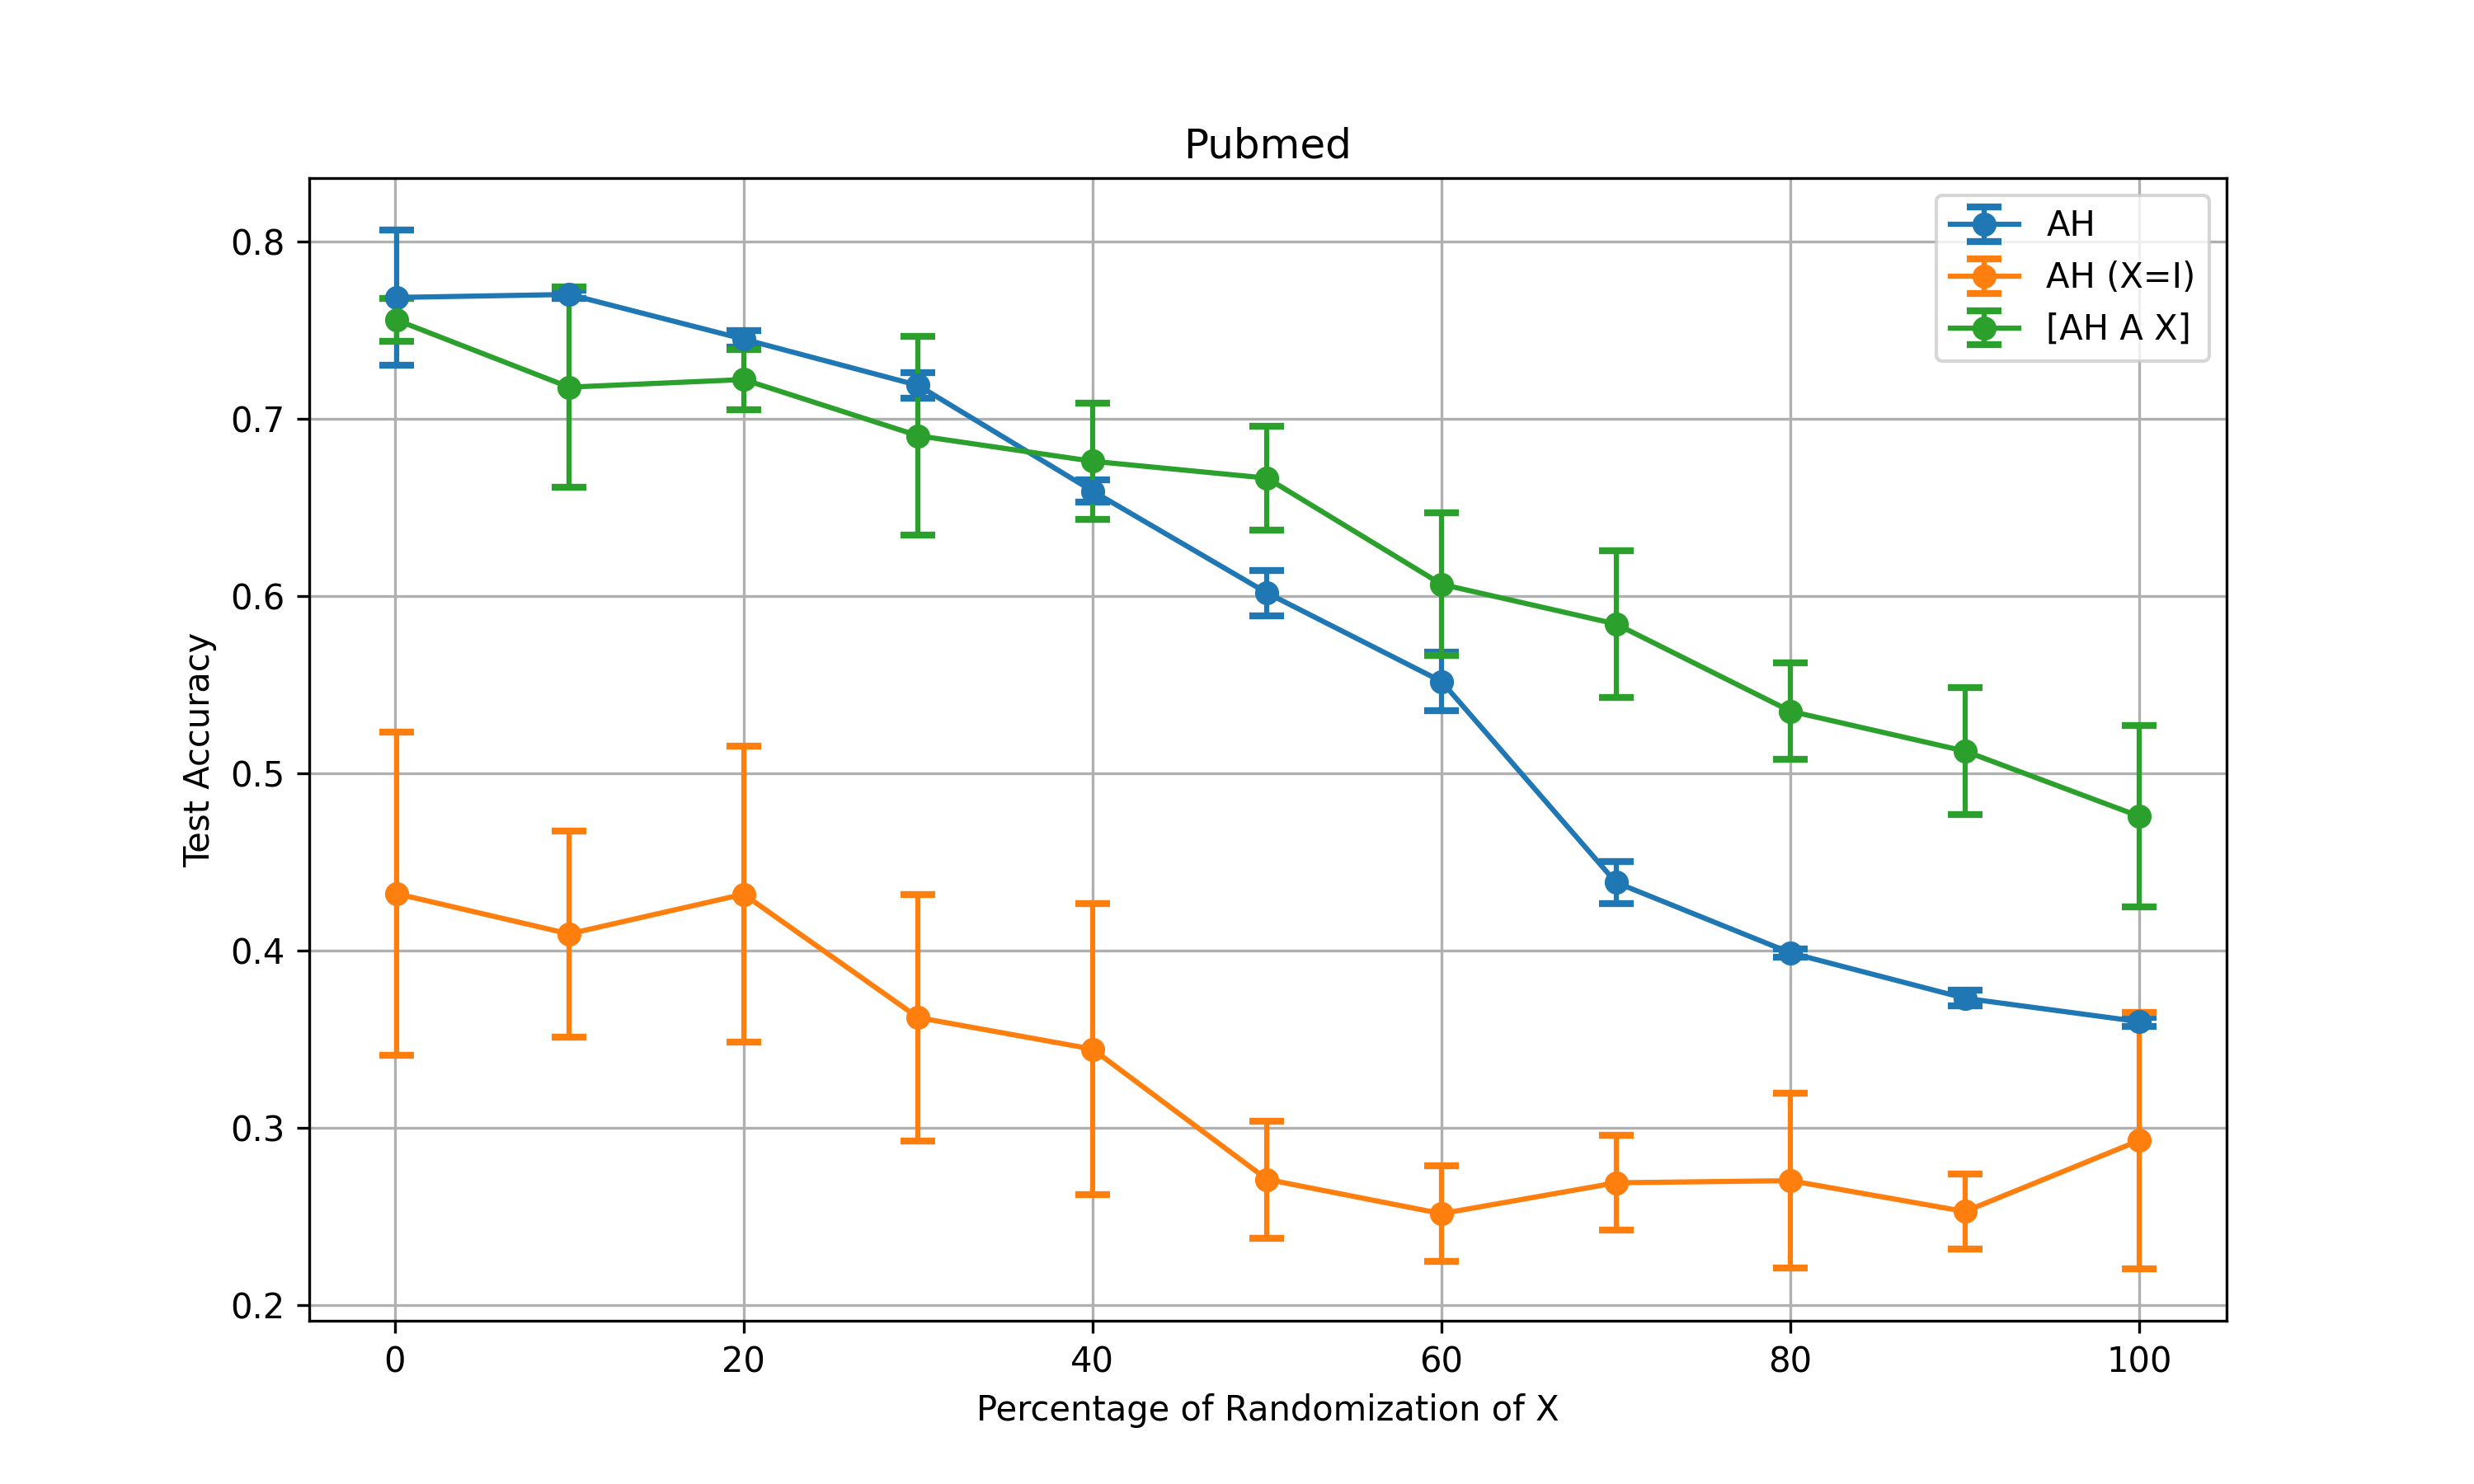 Pubmed
AH
AH (X=I)
[AH A X]
0.8
0.7
0.6
0.5
0.4
0.3
0.2
Test Accuracy
0 20 40 60 80 100
Percentage of Randomization of X